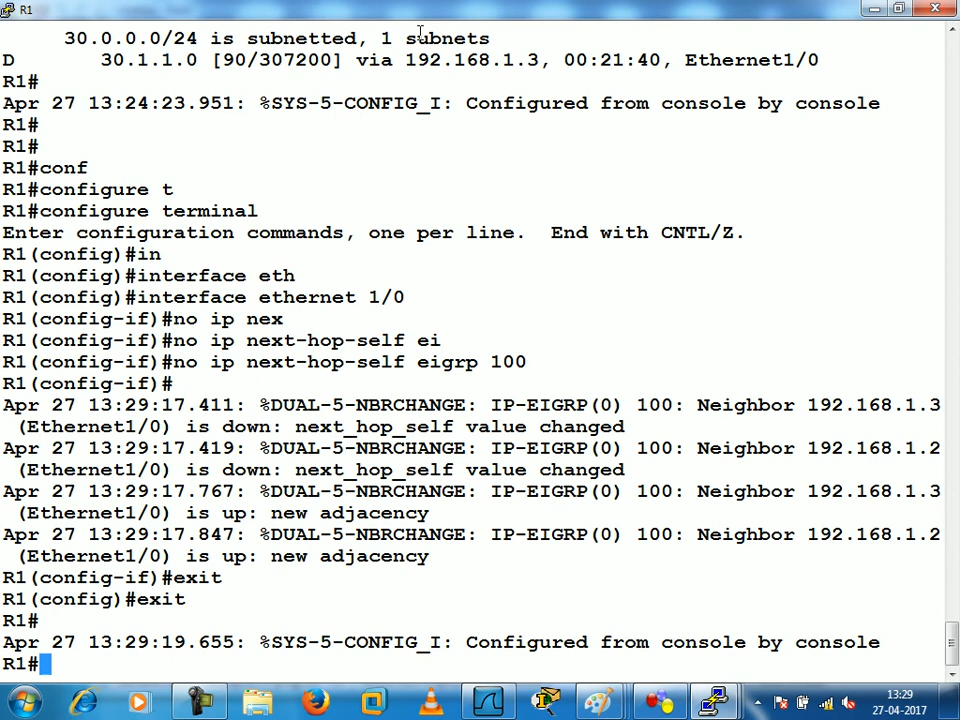 R1
30.0.0.0/24 is subnetted, 1 subnets
D       30.1.1.0 [90/307200] via 192.168.1.3, 00:21:40, Ethernet1/0
R1#
Apr 27 13:24:23.951: %SYS-5-CONFIG_I: Configured from console by console
R1#
R1#
R1#conf
R1#configure t
R1#configure terminal
Enter configuration commands, one per line.  End with CNTL/Z.
R1(config)#in
R1(config)#interface eth
R1(config)#interface ethernet 1/0
R1(config-if)#no ip nex
R1(config-if)#no ip next-hop-self ei
R1(config-if)#no ip next-hop-self eigrp 100
R1(config-if)#
Apr 27 13:29:17.411: %DUAL-5-NBRCHANGE: IP-EIGRP(0) 100: Neighbor 192.168.1.3
(Ethernet1/0) is down: next_hop_self value changed
Apr 27 13:29:17.419: %DUAL-5-NBRCHANGE: IP-EIGRP(0) 100: Neighbor 192.168.1.2
(Ethernet1/0) is down: next_hop_self value changed
Apr 27 13:29:17.767: %DUAL-5-NBRCHANGE: IP-EIGRP(0) 100: Neighbor 192.168.1.3
(Ethernet1/0) is up: new adjacency
Apr 27 13:29:17.847: %DUAL-5-NBRCHANGE: IP-EIGRP(0) 100: Neighbor 192.168.1.2
(Ethernet1/0) is up: new adjacency
R1(config-if)#exit
R1(config)#exit
R1#
Apr 27 13:29:19.655: %SYS-5-CONFIG_I: Configured from console by console
R1#
13:29
27-04-2017